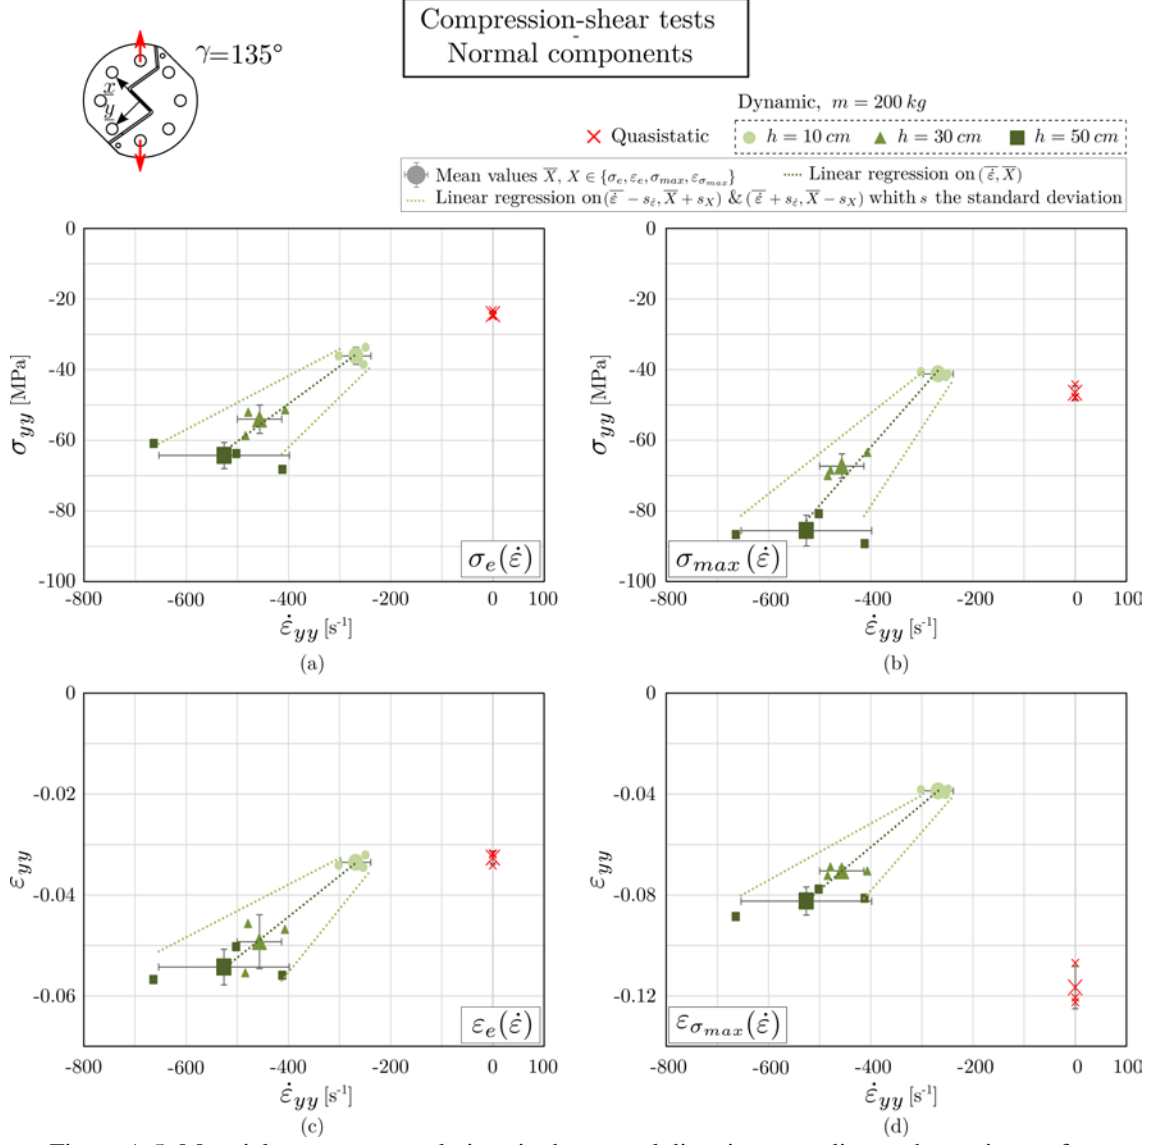 Compression-shear tests
-
Normal components
γ=135°
x
y
Dynamic, m = 200 kg
Quasistatic
h = 10 cm
h = 30 cm
h = 50 cm
Mean values X̅, X ∈ {σₑ, εₑ, σₘₐₓ, ε_σₘₐₓ}
Linear regression on (ε̇̅, X̅)
Linear regression on (ε̇̅ − s_ε̇, X̅ + s_X) & (ε̇̅ + s_ε̇, X̅ − s_X) whith s the standard deviation
0
-20
-40
-60
-80
-100
σyy [MPa]
σe(ε̇)
-800
-600
-400
-200
0
100
ε̇yy [s⁻¹]
(a)
0
-20
-40
-60
-80
-100
σyy [MPa]
σmax(ε̇)
-800
-600
-400
-200
0
100
ε̇yy [s⁻¹]
(b)
0
-0.02
-0.04
-0.06
εyy
εe(ε̇)
-800
-600
-400
-200
0
100
ε̇yy [s⁻¹]
(c)
0
-0.04
-0.08
-0.12
εyy
εσmax(ε̇)
-800
-600
-400
-200
0
100
ε̇yy [s⁻¹]
(d)